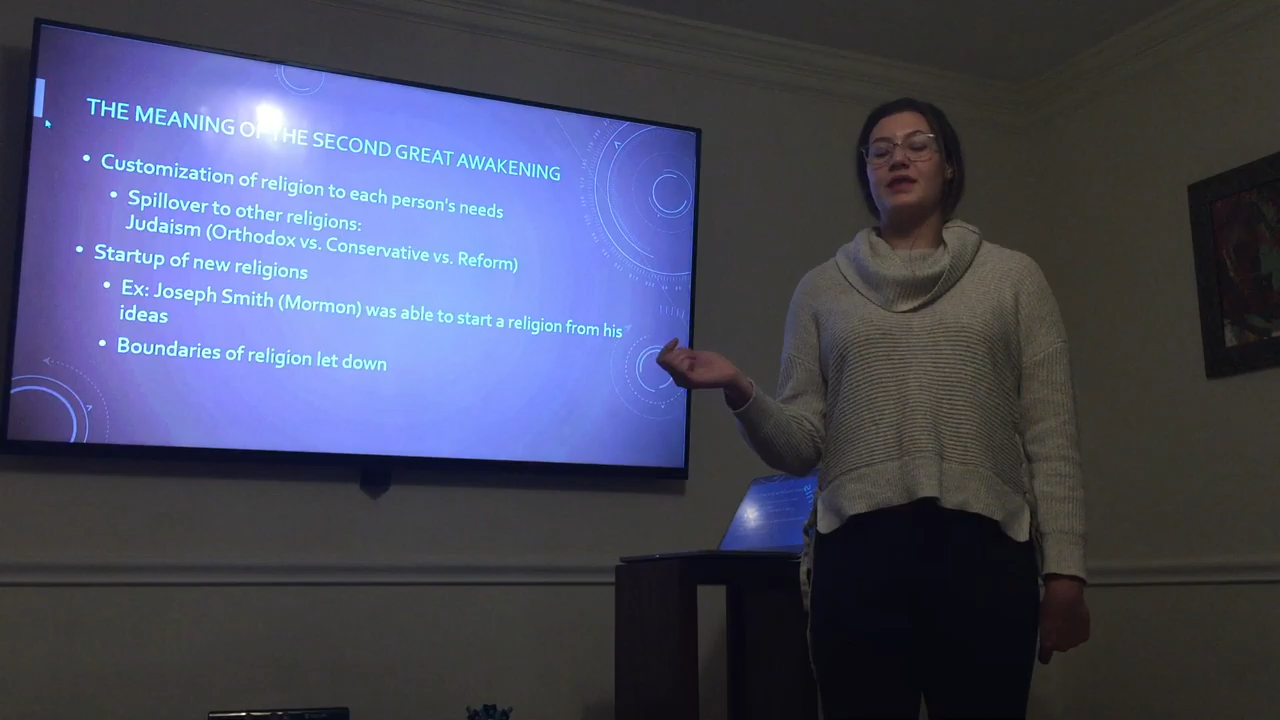 THE MEANING OF THE SECOND GREAT AWAKENING
• Customization of religion to each person's needs
• Spillover to other religions:
Judaism (Orthodox vs. Conservative vs. Reform)
• Startup of new religions
• Ex: Joseph Smith (Mormon) was able to start a religion from his
ideas
• Boundaries of religion let down